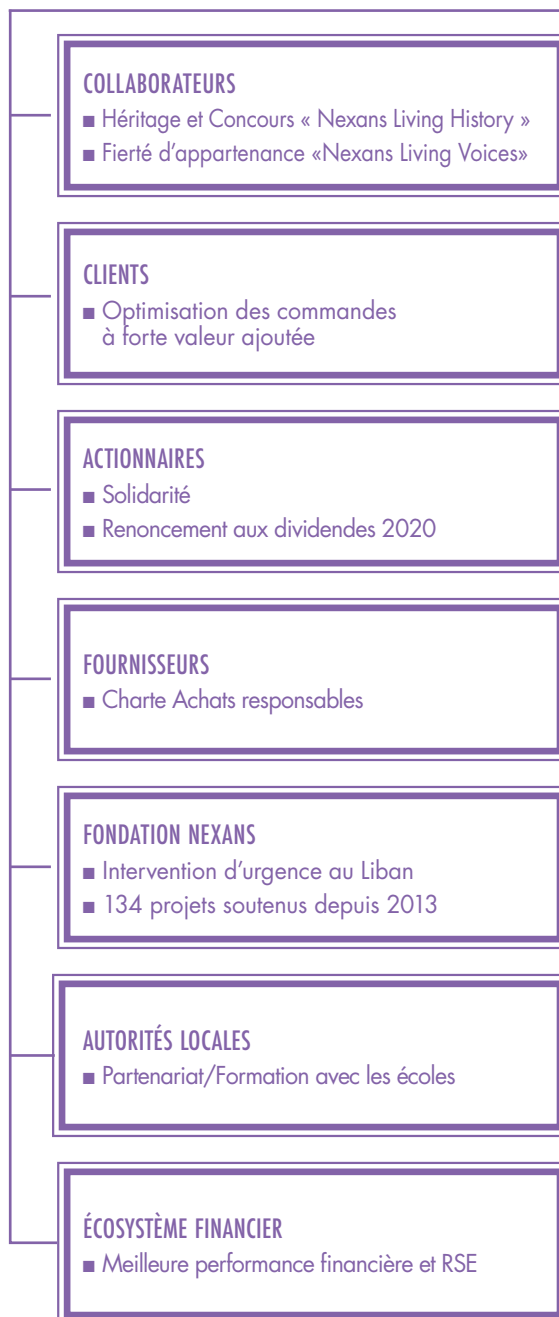 COLLABORATEURS
■ Héritage et Concours « Nexans Living History »
■ Fierté d'appartenance «Nexans Living Voices»
CLIENTS
■ Optimisation des commandes
à forte valeur ajoutée
ACTIONNAIRES
■ Solidarité
■ Renoncement aux dividendes 2020
FOURNISSEURS
■ Charte Achats responsables
FONDATION NEXANS
■ Intervention d'urgence au Liban
■ 134 projets soutenus depuis 2013
AUTORITÉS LOCALES
■ Partenariat/Formation avec les écoles
ÉCOSYSTÈME FINANCIER
■ Meilleure performance financière et RSE